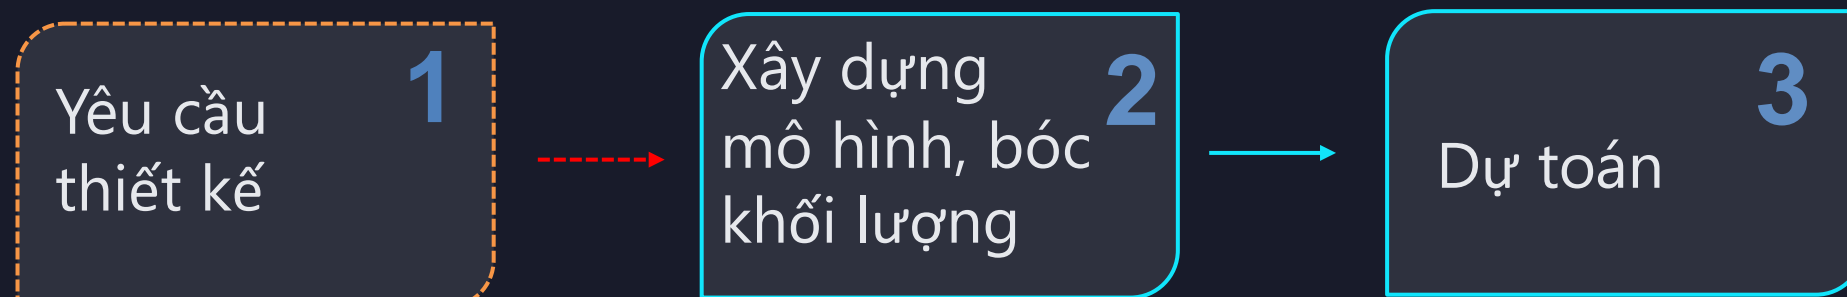 1
Yêu cầu
thiết kế
2
Xây dựng
mô hình, bóc
khối lượng
3
Dự toán